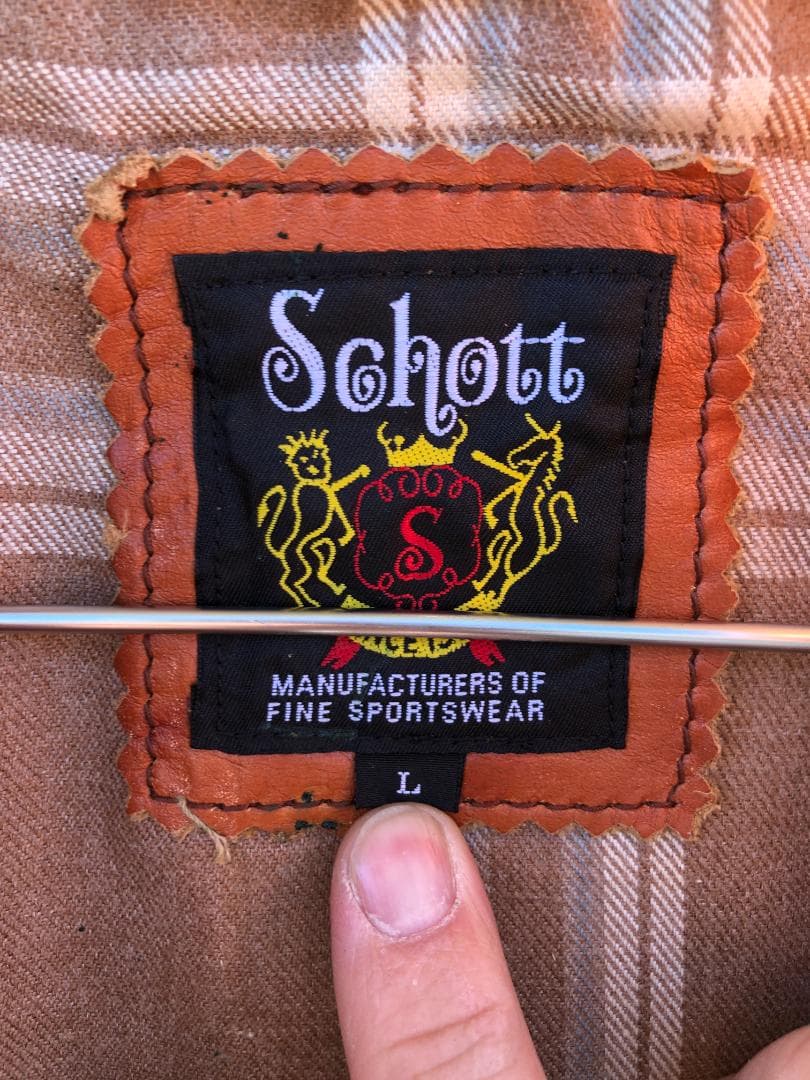 Schott
S
MANUFACTURERS OF
FINE SPORTSWEAR
L